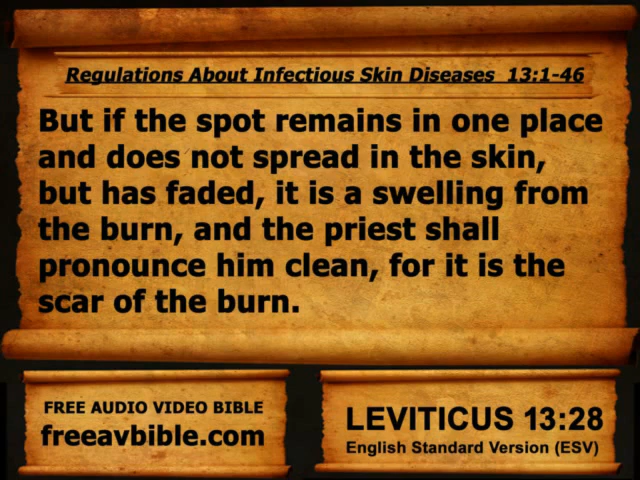 Regulations About Infectious Skin Diseases 13:1-46
But if the spot remains in one place
and does not spread in the skin,
but has faded, it is a swelling from
the burn, and the priest shall
pronounce him clean, for it is the
scar of the burn.
FREE AUDIO VIDEO BIBLE
freeavbible.com
LEVITICUS 13:28
English Standard Version (ESV)